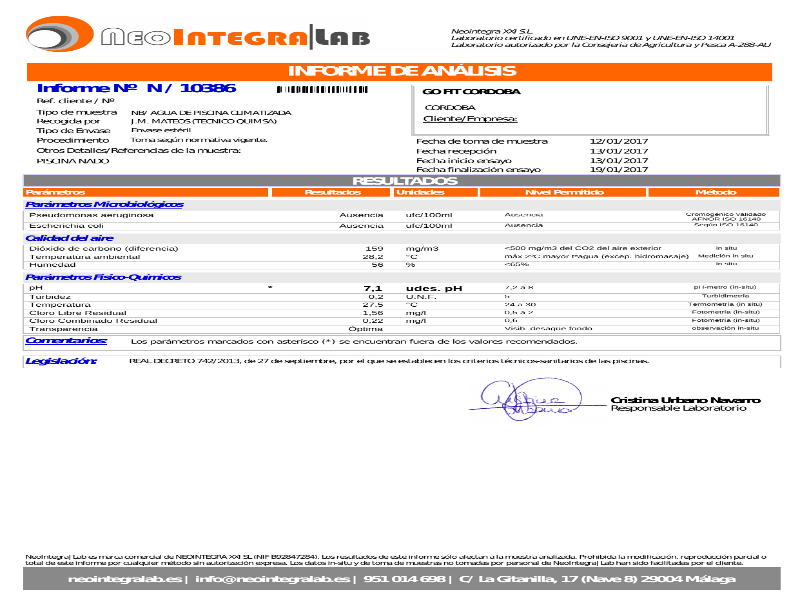 NEOINTEGRA|LAB
NeoIntegra XXI S.L.
Laboratorio certificado en UNE-EN-ISO 9001 y UNE-EN-ISO 14001
Laboratorio autorizado por la Consejeria de Agricultura y Pesca A-288-AU
INFORME DE ANÁLISIS
Informe Nº N / 10386
Ref. cliente / Nº
Tipo de muestra NB/ AGUA DE PISCINA CLIMATIZADA
Recogida por J.M. MATEOS (TECNICO QUIMSA)
Tipo de Envase Envase estéril
Procedimiento Toma según normativa vigente.
Otros Detalles/Referencias de la muestra:
PISCINA NADO
GO FIT CORDOBA
CORDOBA
Cliente/Empresa:
Fecha de toma de muestra 12/01/2017
Fecha recepción 13/01/2017
Fecha inicio ensayo 13/01/2017
Fecha finalización ensayo 19/01/2017
RESULTADOS
Parámetros Resultados Unidades Nivel Permitido Método
Parámetros Microbiológicos
Pseudomonas aeruginosa Ausencia ufc/100ml Ausencia Cromogénico validado AFNOR ISO 16140
Escherichia coli Ausencia ufc/100ml Ausencia Según ISO 16140
Calidad del aire
Dióxido de carbono (diferencia) 159 mg/m3 <500 mg/m3 del CO2 del aire exterior In situ
Temperatura ambiental 28,2 °C máx 2ºC mayor tªagua (excep. hidromasaje) Medición in situ
Humedad 56 % <65% In situ
Parámetros Físico-Químicos
pH * 7,1 udes. pH 7,2 a 8 pH-metro (in-situ)
Turbidez 0,2 U.N.F. 5 Turbidimetría
Temperatura 27,5 °C 24 a 30 Termometría (in situ)
Cloro Libre Residual 1,56 mg/l 0,5 a 2 Fotometría (in-situ)
Cloro Combinado Residual 0,22 mg/l 0,6 Fotometría (in-situ)
Transparencia Óptima Visib. desagüe fondo observación in-situ
Comentarios: Los parámetros marcados con asterisco (*) se encuentran fuera de los valores recomendados.
Legislación: REAL DECRETO 742/2013, de 27 de septiembre, por el que se establecen los criterios técnicos-sanitarios de las piscinas.
Cristina Urbano Navarro
Responsable Laboratorio
NeoIntegra|Lab es marca comercial de NEOINTEGRA XXI SL (NIF B92847284). Los resultados de este informe sólo afectan a la muestra analizada. Prohibida la modificación, reproducción parcial o
total de este informe por cualquier método sin autorización expresa. Los datos in-situ y de toma de muestras no tomadas por personal de NeoIntegra|Lab han sido facilitadas por el cliente.
neointegralab.es | info@neointegralab.es | 951 014 698 | C/ La Gitanilla, 17 (Nave 8) 29004 Málaga